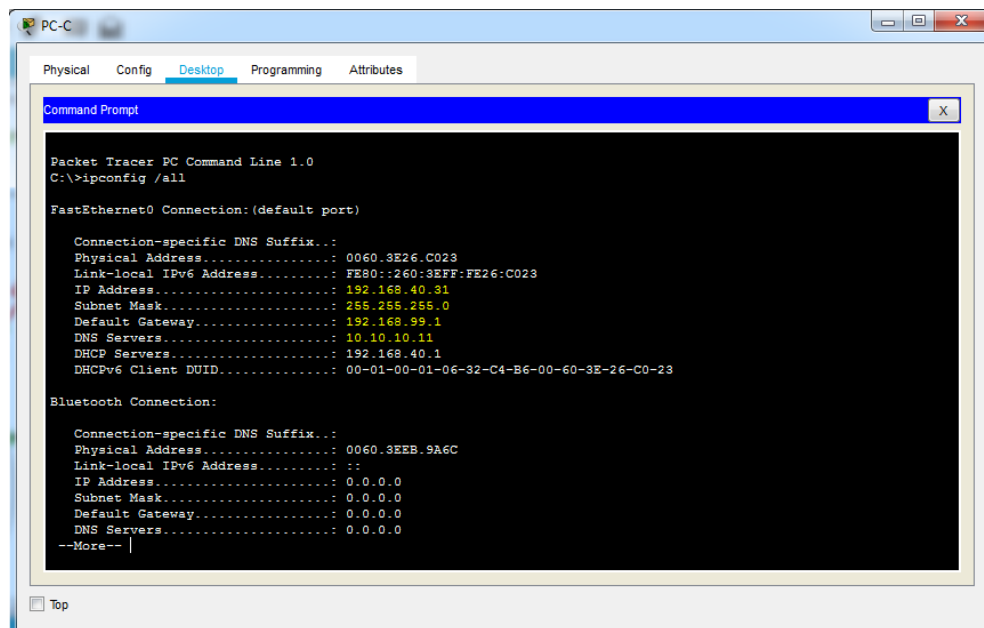 PC-C
Physical Config Desktop Programming Attributes
Command Prompt
X
Packet Tracer PC Command Line 1.0
C:\>ipconfig /all
FastEthernet0 Connection:(default port)
Connection-specific DNS Suffix..:
Physical Address................: 0060.3E26.C023
Link-local IPv6 Address.........: FE80::260:3EFF:FE26:C023
IP Address......................: 192.168.40.31
Subnet Mask.....................: 255.255.255.0
Default Gateway.................: 192.168.99.1
DNS Servers.....................: 10.10.10.11
DHCP Servers....................: 192.168.40.1
DHCPv6 Client DUID..............: 00-01-00-01-06-32-C4-B6-00-60-3E-26-C0-23
Bluetooth Connection:
Connection-specific DNS Suffix..:
Physical Address................: 0060.3EEB.9A6C
Link-local IPv6 Address.........: ::
IP Address......................: 0.0.0.0
Subnet Mask.....................: 0.0.0.0
Default Gateway.................: 0.0.0.0
DNS Servers.....................: 0.0.0.0
--More--
Top